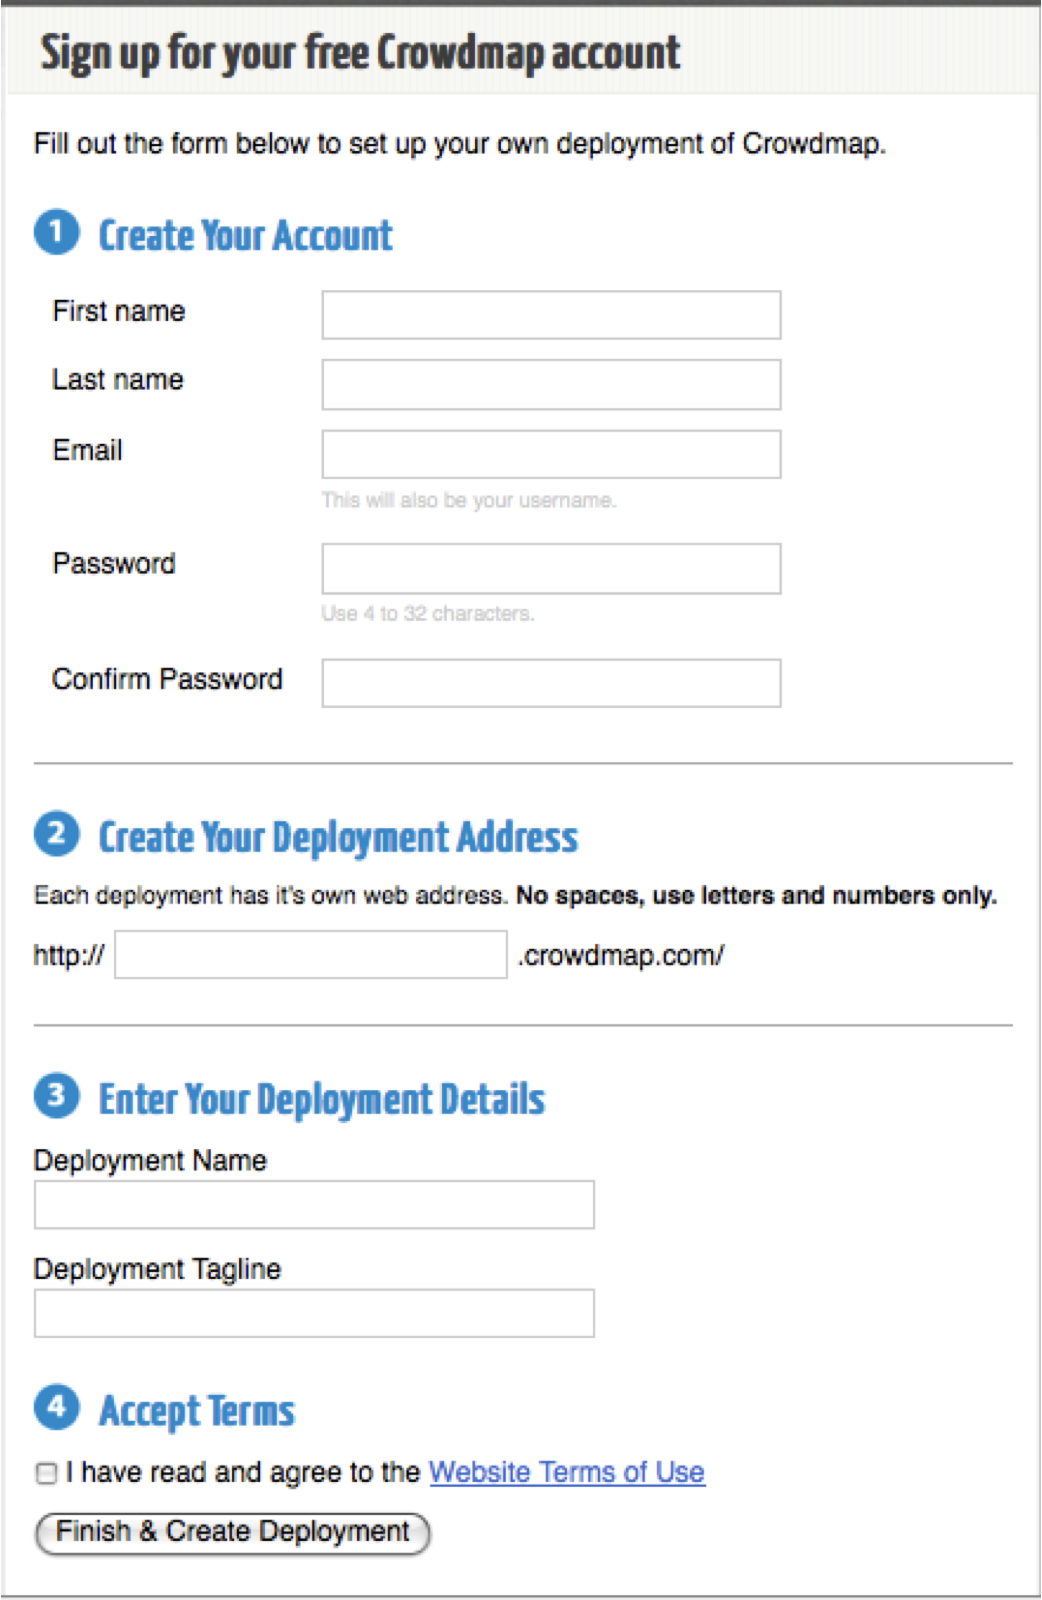 Sign up for your free Crowdmap account
Fill out the form below to set up your own deployment of Crowdmap.
1 Create Your Account
First name
Last name
Email
This will also be your username.
Password
Use 4 to 32 characters.
Confirm Password
2 Create Your Deployment Address
Each deployment has it's own web address. No spaces, use letters and numbers only.
http:// .crowdmap.com/
3 Enter Your Deployment Details
Deployment Name
Deployment Tagline
4 Accept Terms
I have read and agree to the Website Terms of Use
Finish & Create Deployment